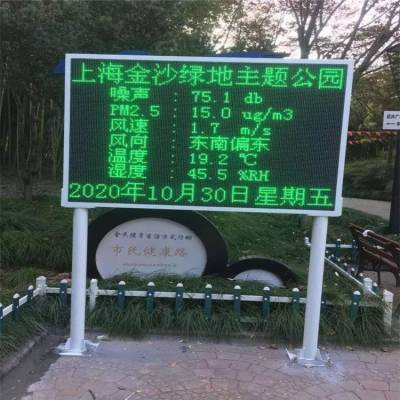 上海金沙绿地主题公园
噪声 : 75.1 db
PM2.5 : 15.0 ug/m3
风速 : 1.7 m/s
风向 : 东南偏东
温度 : 19.2 ℃
湿度 : 45.5 %RH
2020年10月30日星期五
市民健康路